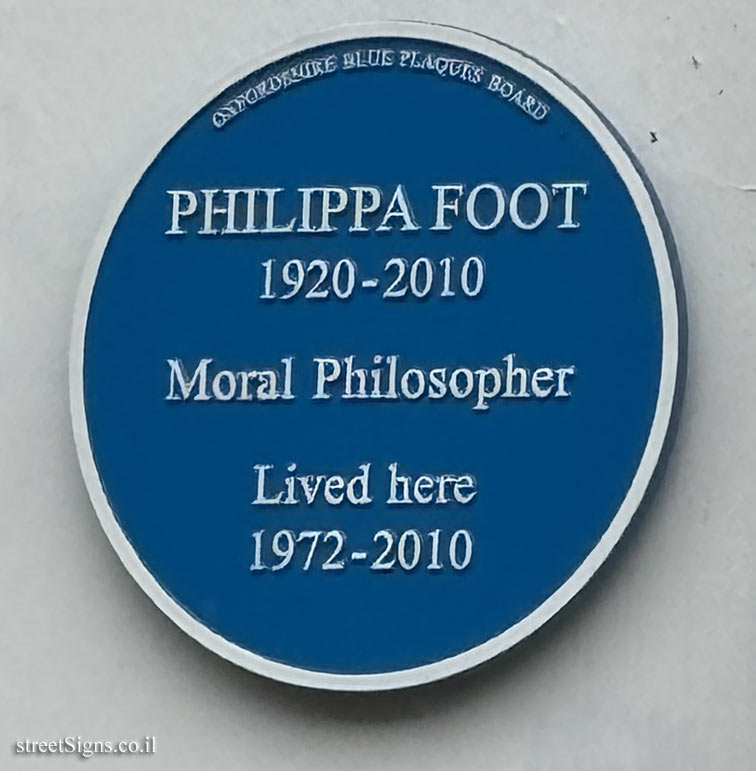 OXFORDSHIRE BLUE PLAQUES BOARD
PHILIPPA FOOT
1920-2010
Moral Philosopher
Lived here
1972-2010
streetSigns.co.il